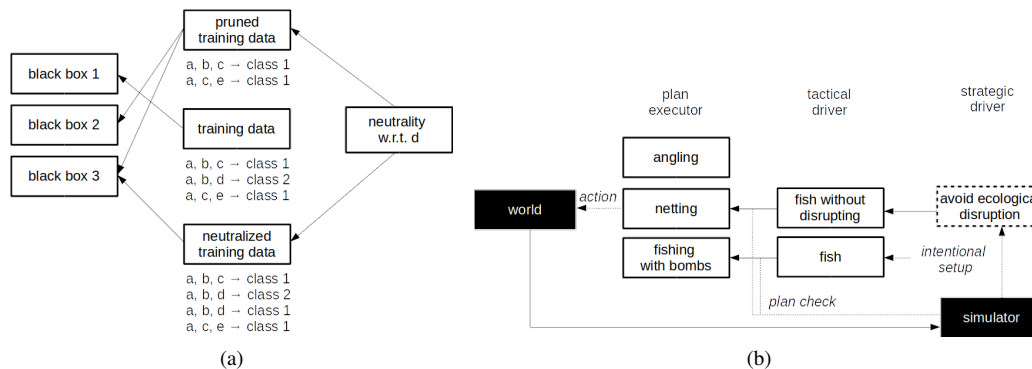 pruned
training data
a, b, c → class 1
a, c, e → class 1
black box 1
black box 2
black box 3
training data
a, b, c → class 1
a, b, d → class 2
a, c, e → class 1
neutrality
w.r.t. d
neutralized
training data
a, b, c → class 1
a, b, d → class 2
a, b, d → class 1
a, c, e → class 1
(a)
plan
executor
tactical
driver
strategic
driver
angling
world
action
netting
fish without
disrupting
avoid ecological
disruption
fishing
with bombs
fish
intentional
setup
plan check
simulator
(b)